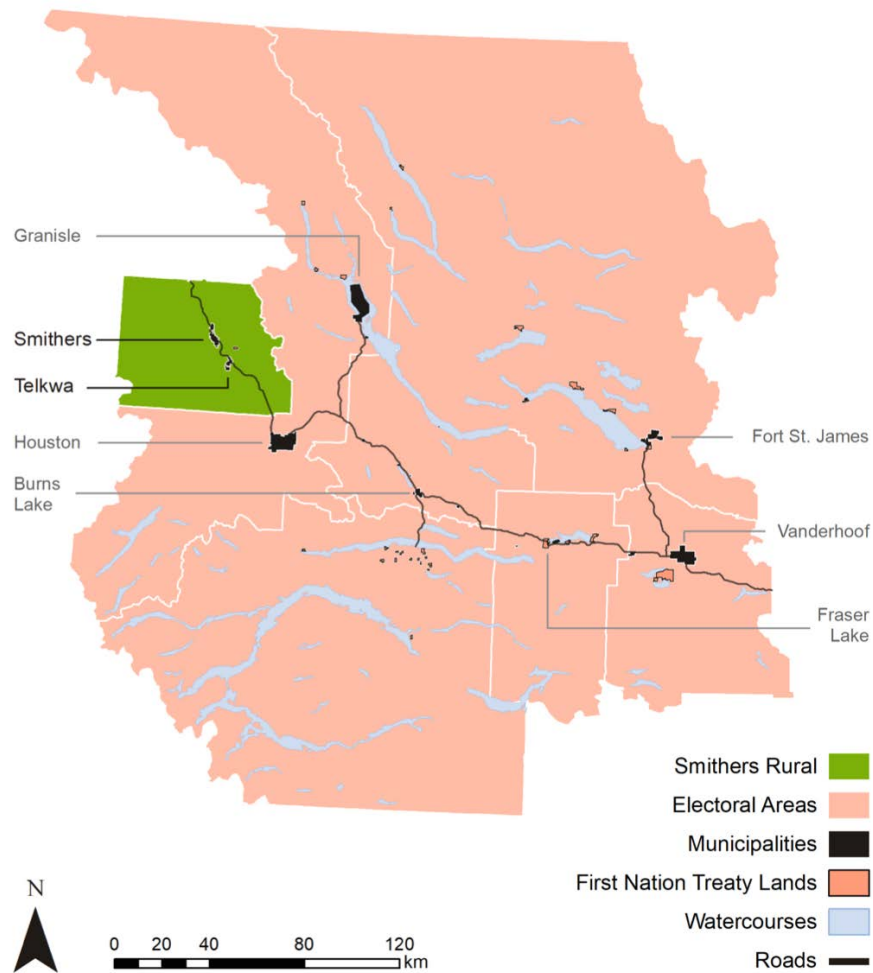 Granisle
Smithers
Telkwa
Houston
Burns
Lake
Fort St. James
Vanderhoof
Fraser
Lake
Smithers Rural
Electoral Areas
Municipalities
First Nation Treaty Lands
Watercourses
Roads
N
0 20 40 80 120
km